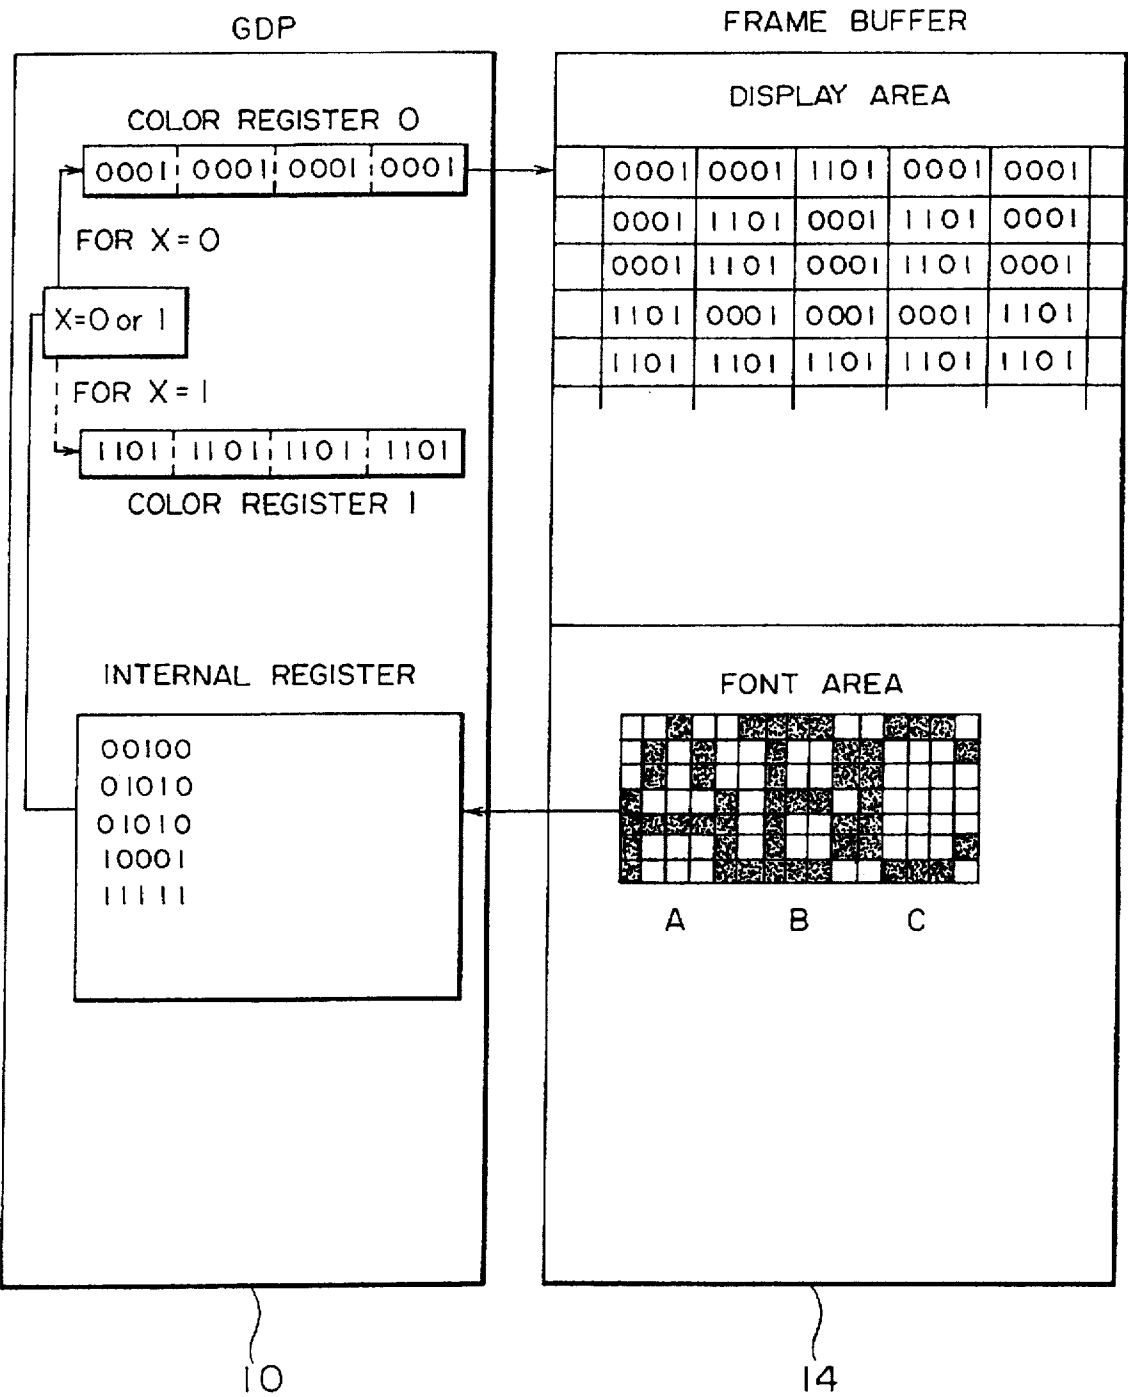 GDP
COLOR REGISTER 0
0001 0001 0001 0001
FOR X=0
X=0 or 1
FOR X=1
1101 1101 1101 1101
COLOR REGISTER 1
INTERNAL REGISTER
00100
01010
01010
10001
11111
10
FRAME BUFFER
DISPLAY AREA
0001 0001 1101 0001 0001
0001 1101 0001 1101 0001
0001 1101 0001 1101 0001
1101 0001 0001 0001 1101
1101 1101 1101 1101 1101
FONT AREA
A B C
14